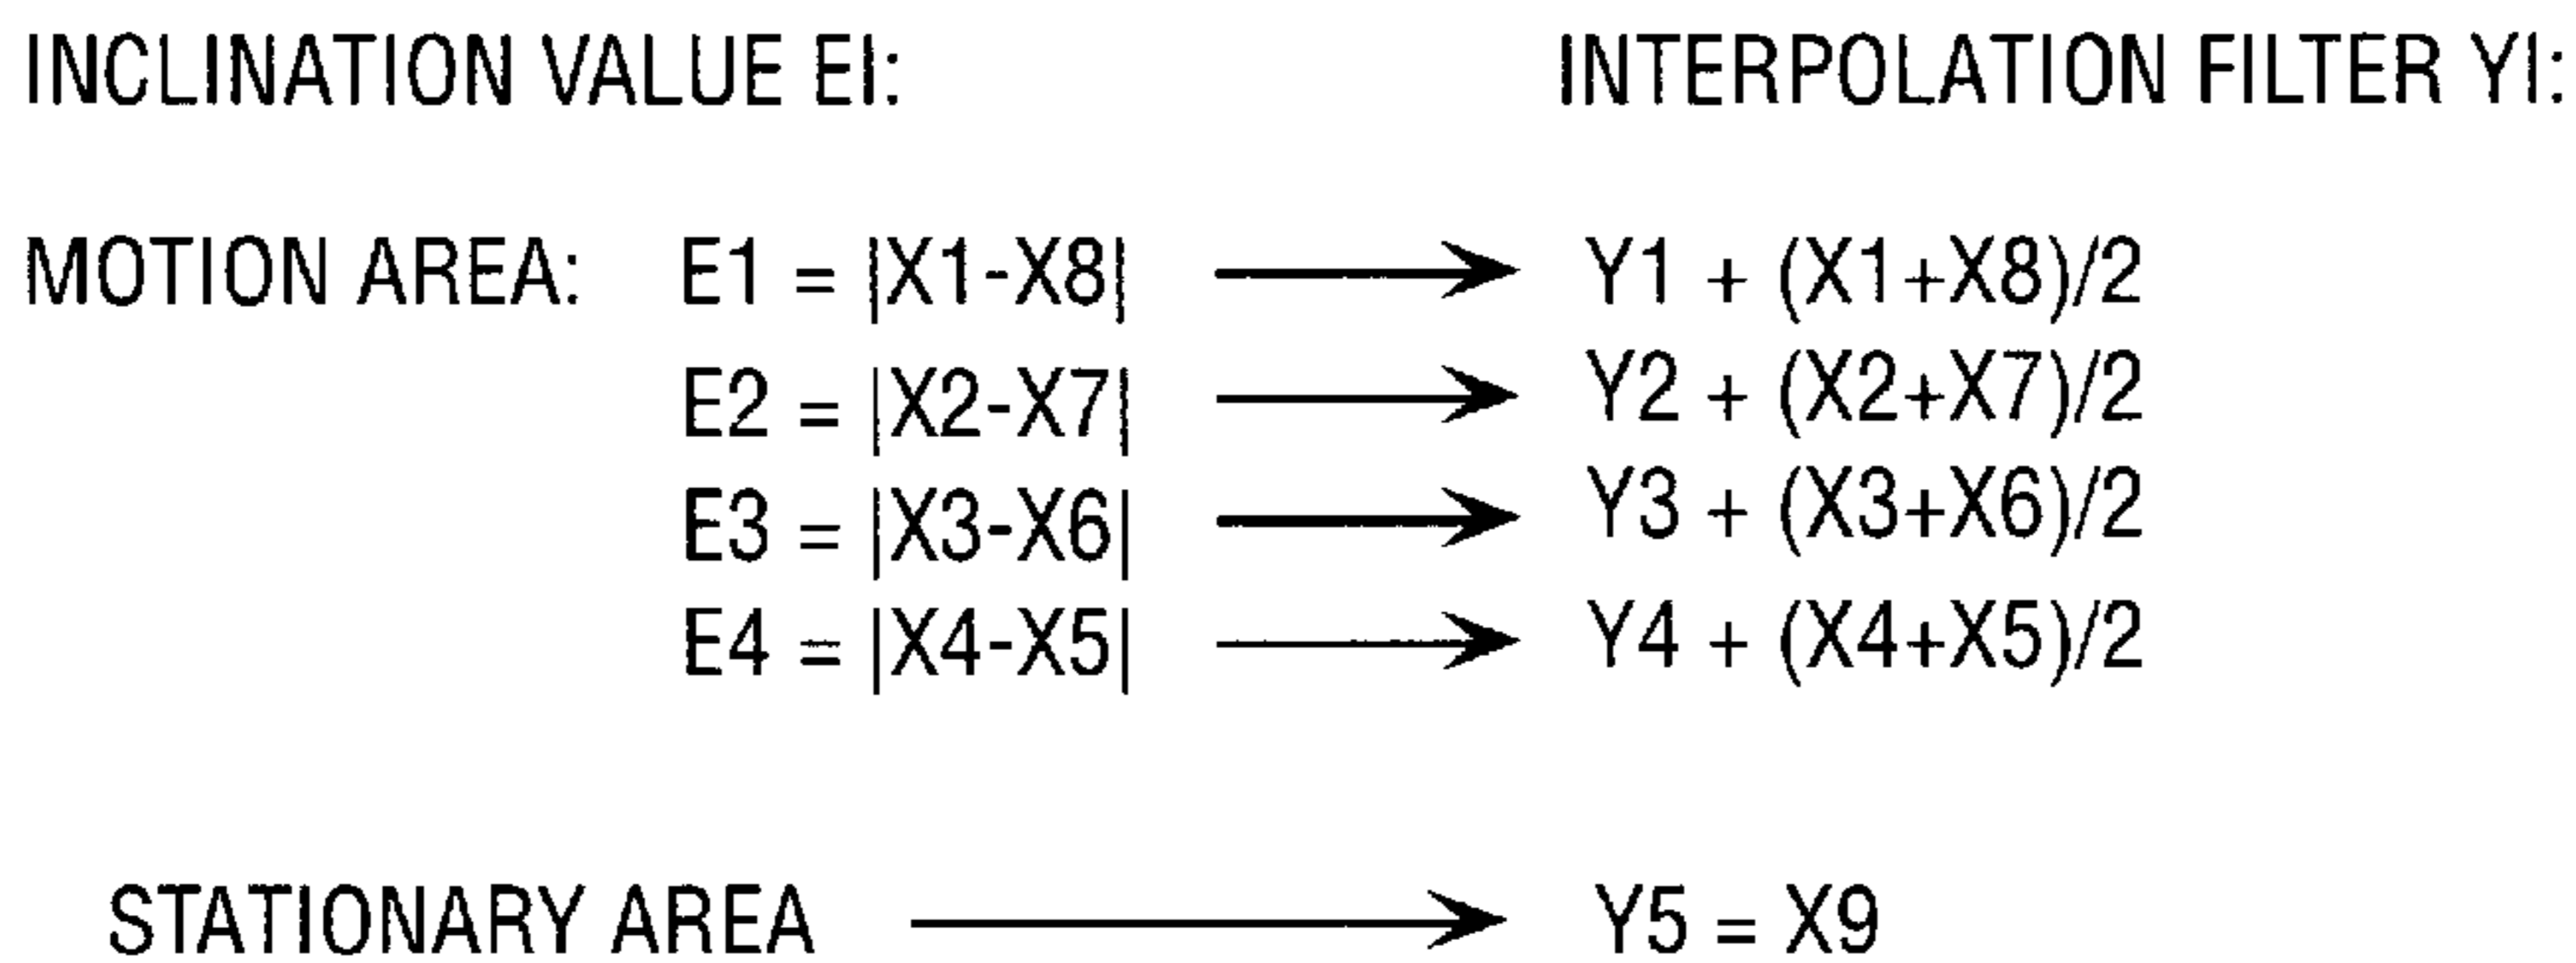 INCLINATION VALUE EI: INTERPOLATION FILTER YI:
MOTION AREA: E1 = |X1-X8| → Y1 + (X1+X8)/2
E2 = |X2-X7| → Y2 + (X2+X7)/2
E3 = |X3-X6| → Y3 + (X3+X6)/2
E4 = |X4-X5| → Y4 + (X4+X5)/2
STATIONARY AREA → Y5 = X9